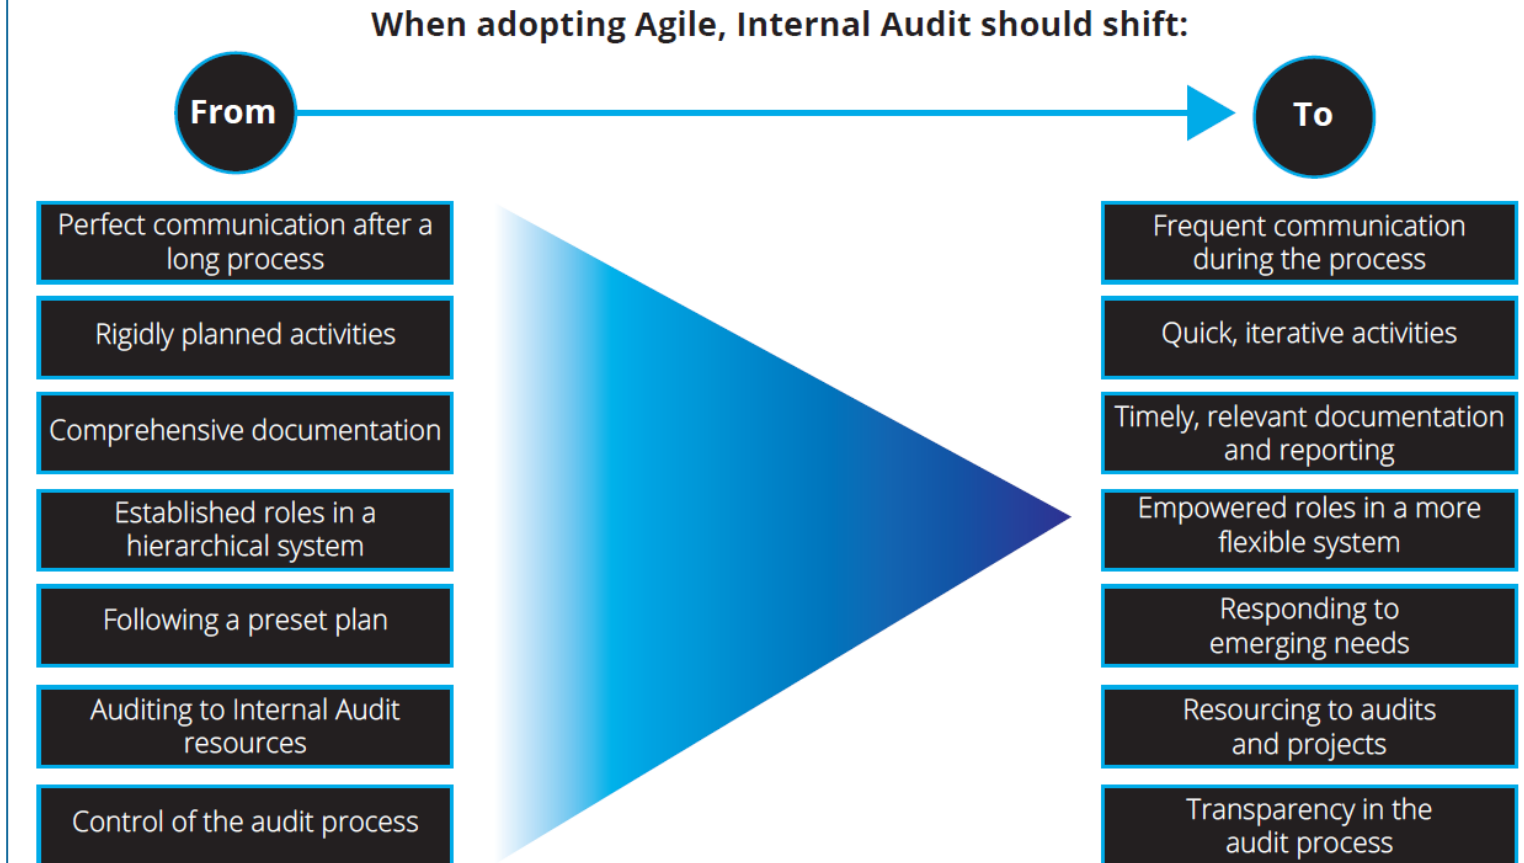 When adopting Agile, Internal Audit should shift:
From
To
Perfect communication after a
long process
Frequent communication
during the process
Rigidly planned activities
Quick, iterative activities
Comprehensive documentation
Timely, relevant documentation
and reporting
Established roles in a
hierarchical system
Empowered roles in a more
flexible system
Following a preset plan
Responding to
emerging needs
Auditing to Internal Audit
resources
Resourcing to audits
and projects
Control of the audit process
Transparency in the
audit process